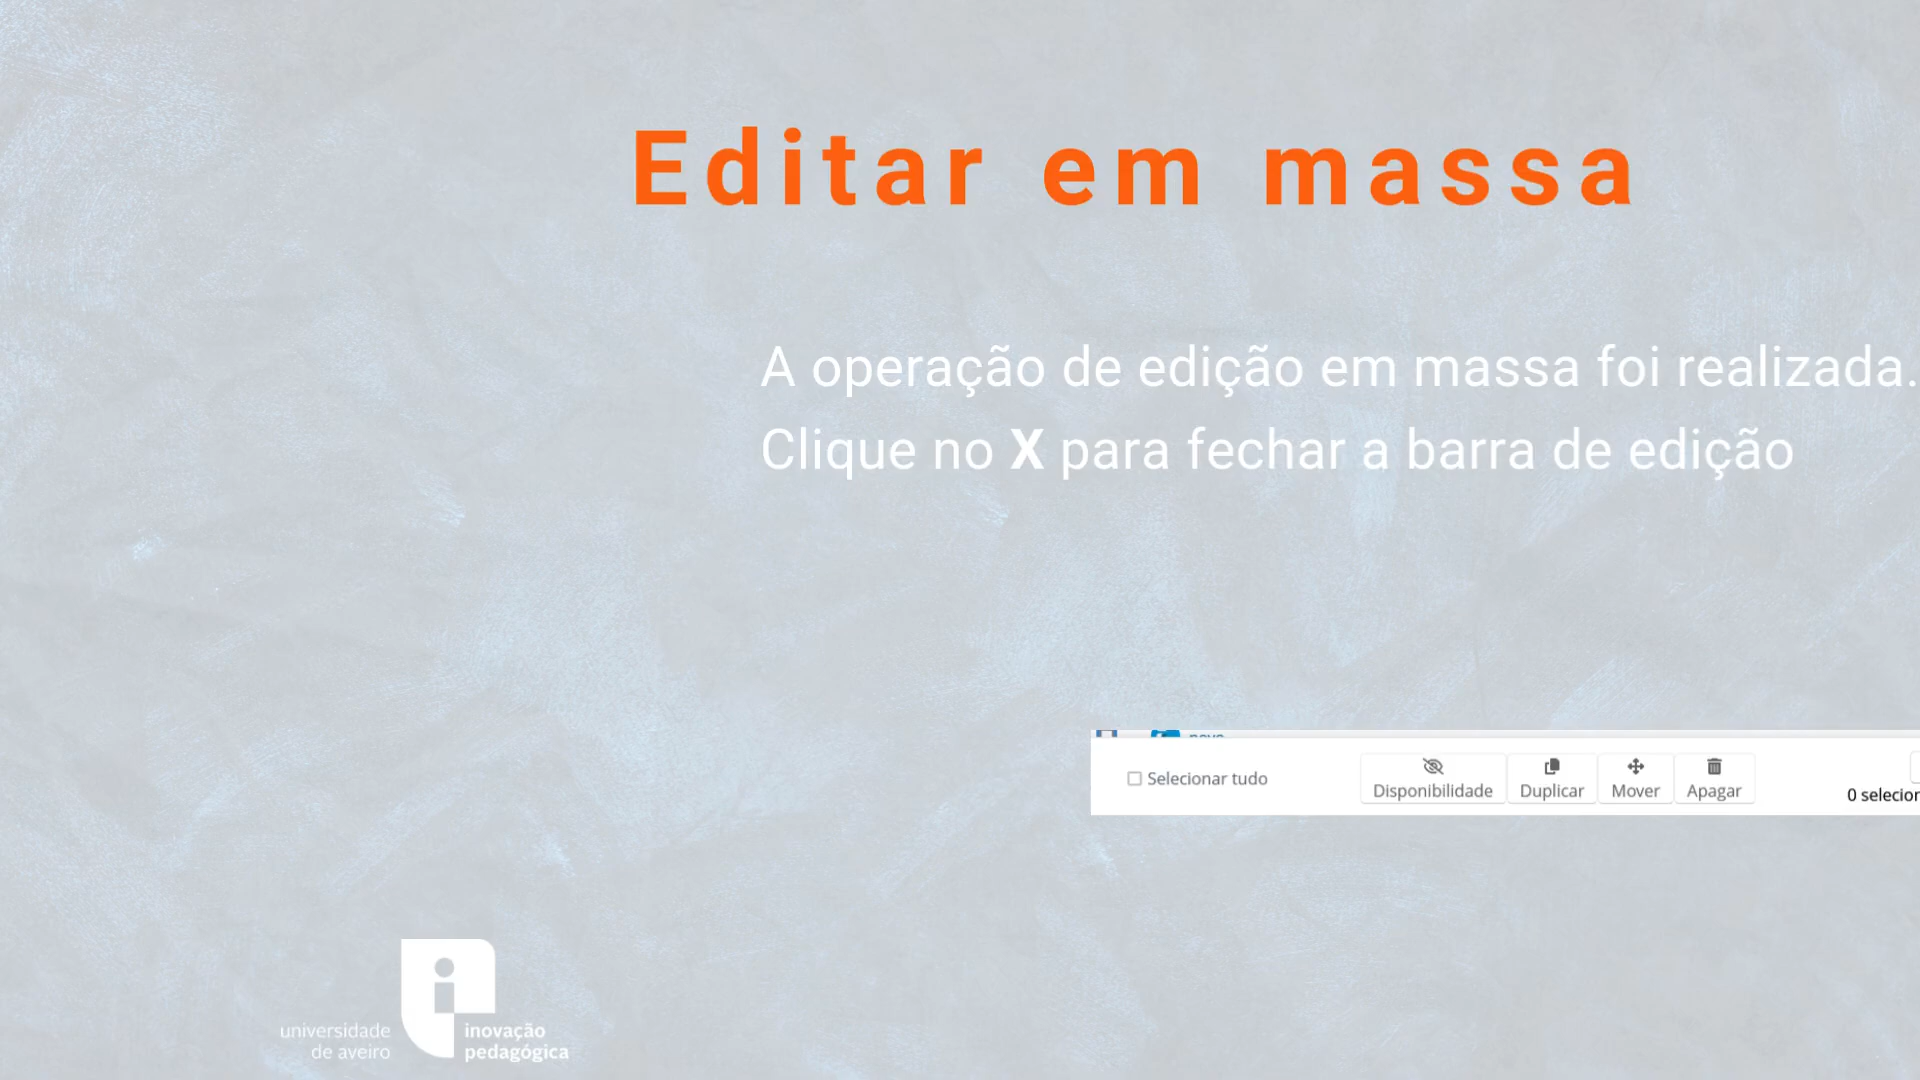 Editar em massa
A operação de edição em massa foi realizada.
Clique no X para fechar a barra de edição
Selecionar tudo
Disponibilidade
Duplicar
Mover
Apagar
0
universidade
de aveiro
inovação
pedagógica